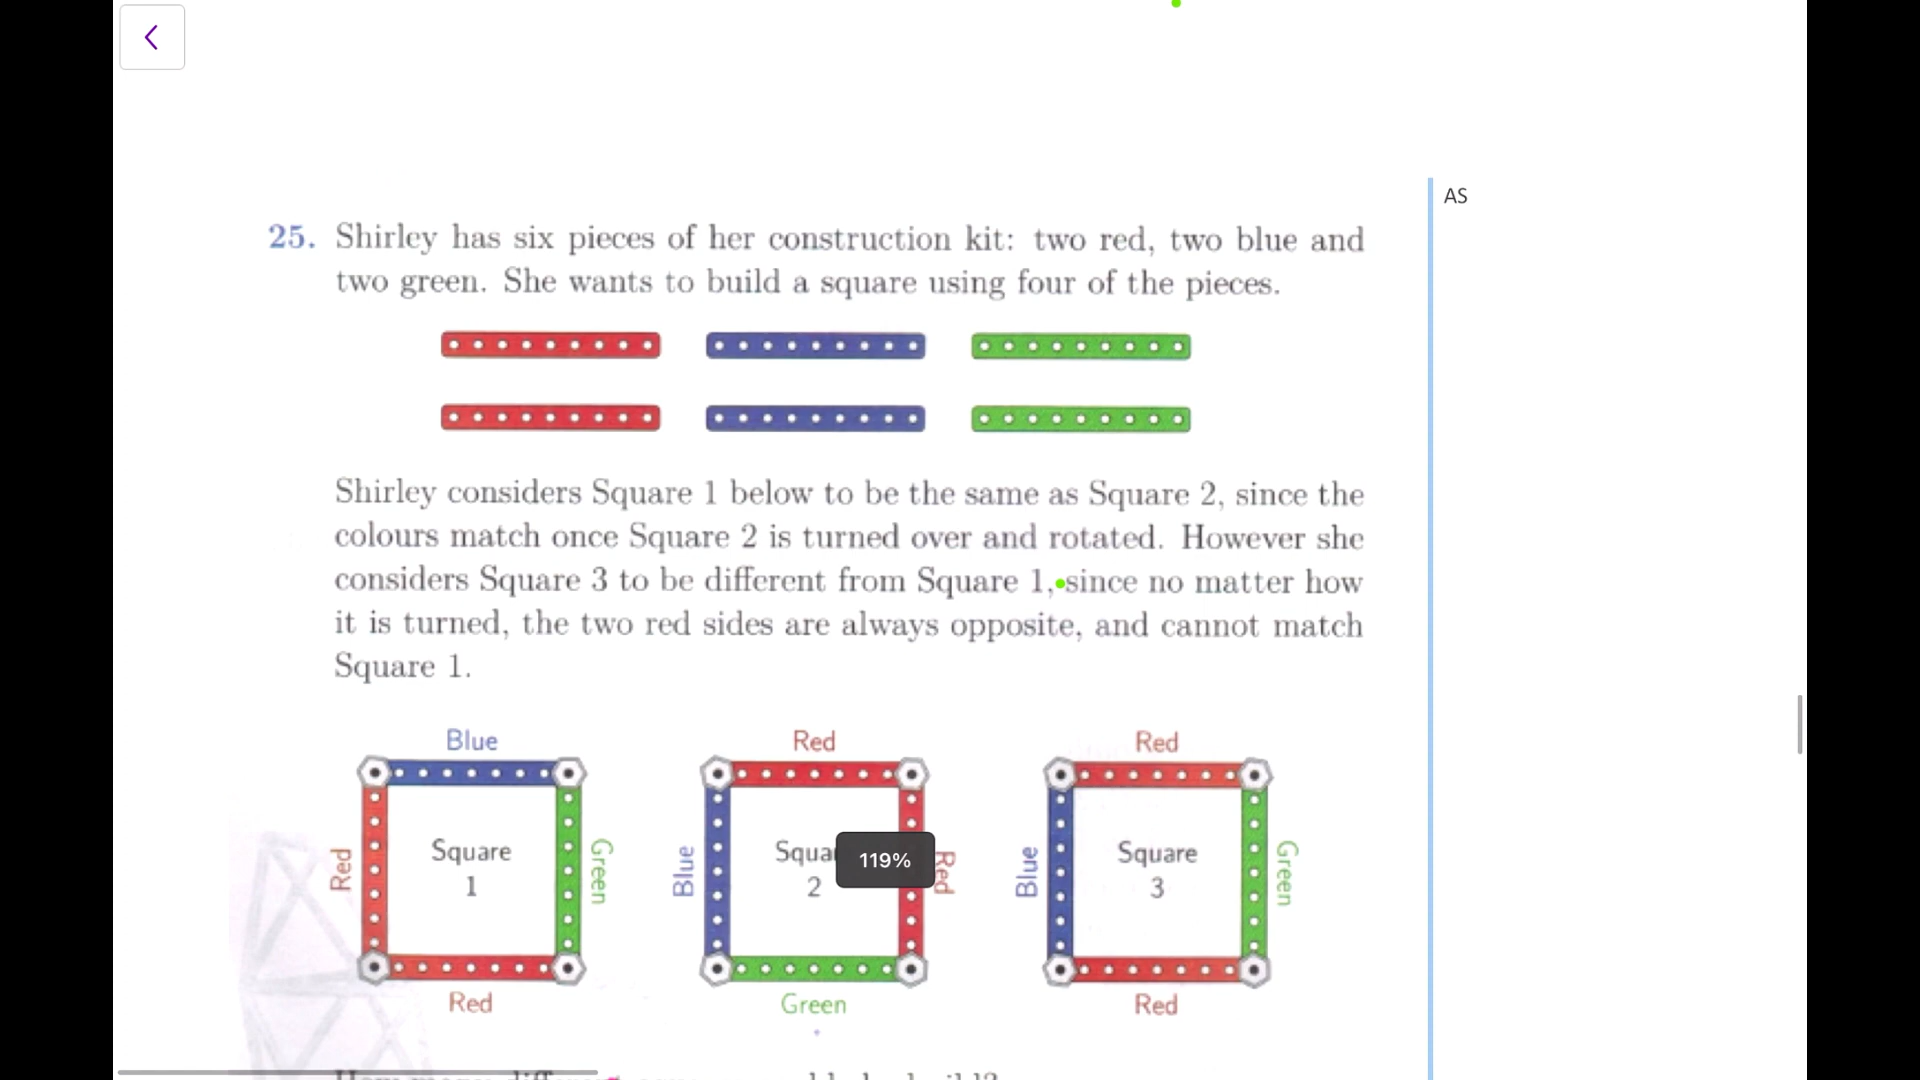 AS
25. Shirley has six pieces of her construction kit: two red, two blue and
two green. She wants to build a square using four of the pieces.
Shirley considers Square 1 below to be the same as Square 2, since the
colours match once Square 2 is turned over and rotated. However she
considers Square 3 to be different from Square 1, since no matter how
it is turned, the two red sides are always opposite, and cannot match
Square 1.
Blue
Red
Square
1
Green
Red
Red
Blue
2
Red
Green
Red
Blue
Square
3
Green
Red
119%